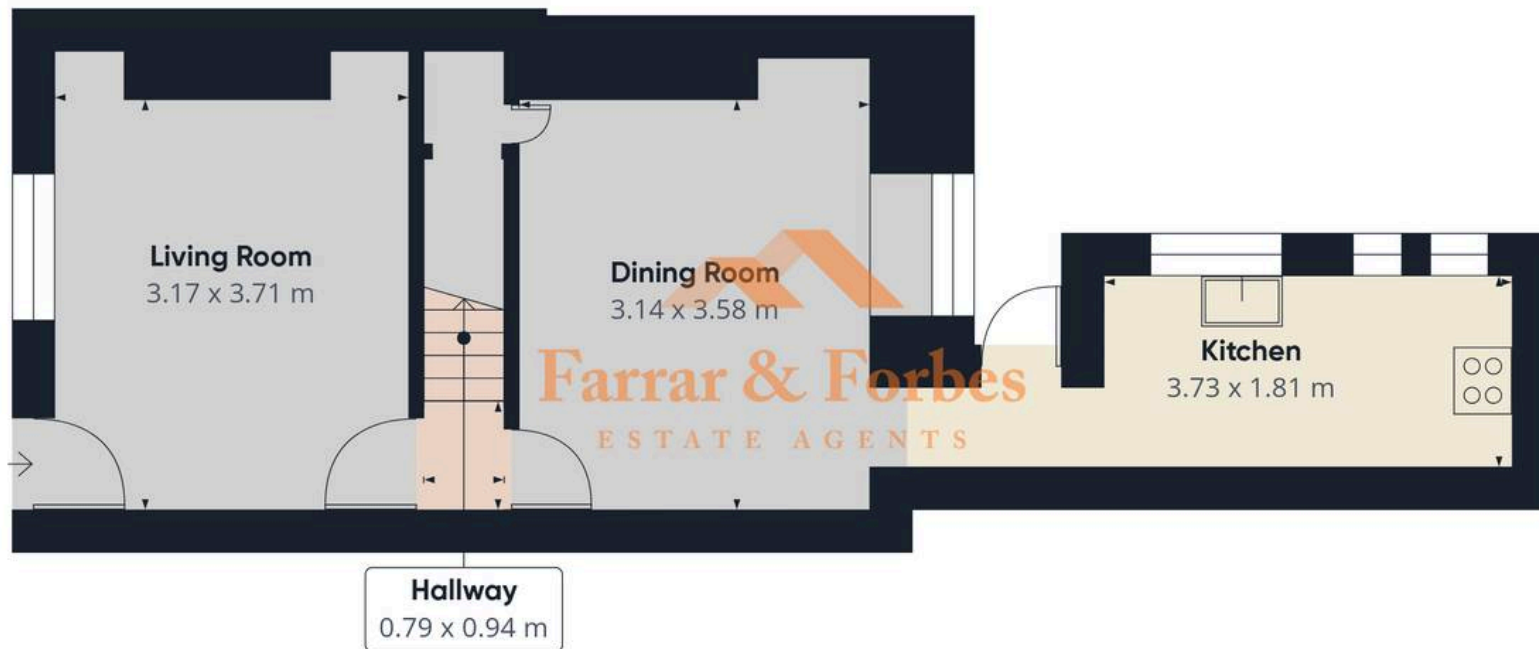 Living Room
3.17 x 3.71 m
Dining Room
3.14 x 3.58 m
Farrar & Forbes
ESTATE AGENTS
Kitchen
3.73 x 1.81 m
Hallway
0.79 x 0.94 m